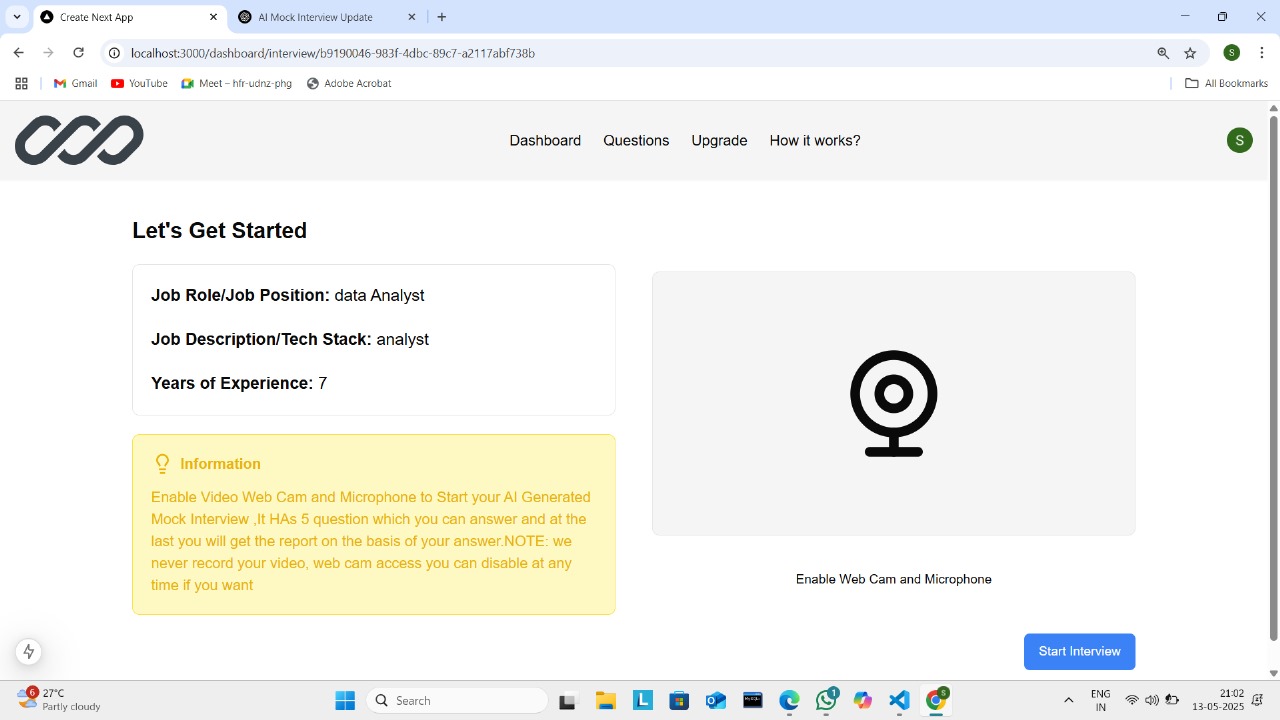 Create Next App
AI Mock Interview Update
localhost:3000/dashboard/interview/b9190046-983f-4dbc-89c7-a2117abf738b
S
Gmail
YouTube
Meet – hfr-udnz-phg
Adobe Acrobat
All Bookmarks
Dashboard
Questions
Upgrade
How it works?
S
Let's Get Started
Job Role/Job Position: data Analyst
Job Description/Tech Stack: analyst
Years of Experience: 7
Information
Enable Video Web Cam and Microphone to Start your AI Generated
Mock Interview ,It HAs 5 question which you can answer and at the
last you will get the report on the basis of your answer.NOTE: we
never record your video, web cam access you can disable at any
time if you want
Enable Web Cam and Microphone
Start Interview
6
27°C
Partly cloudy
Search
L
MySQL
1
S
ENG
IN
21:02
13-05-2025